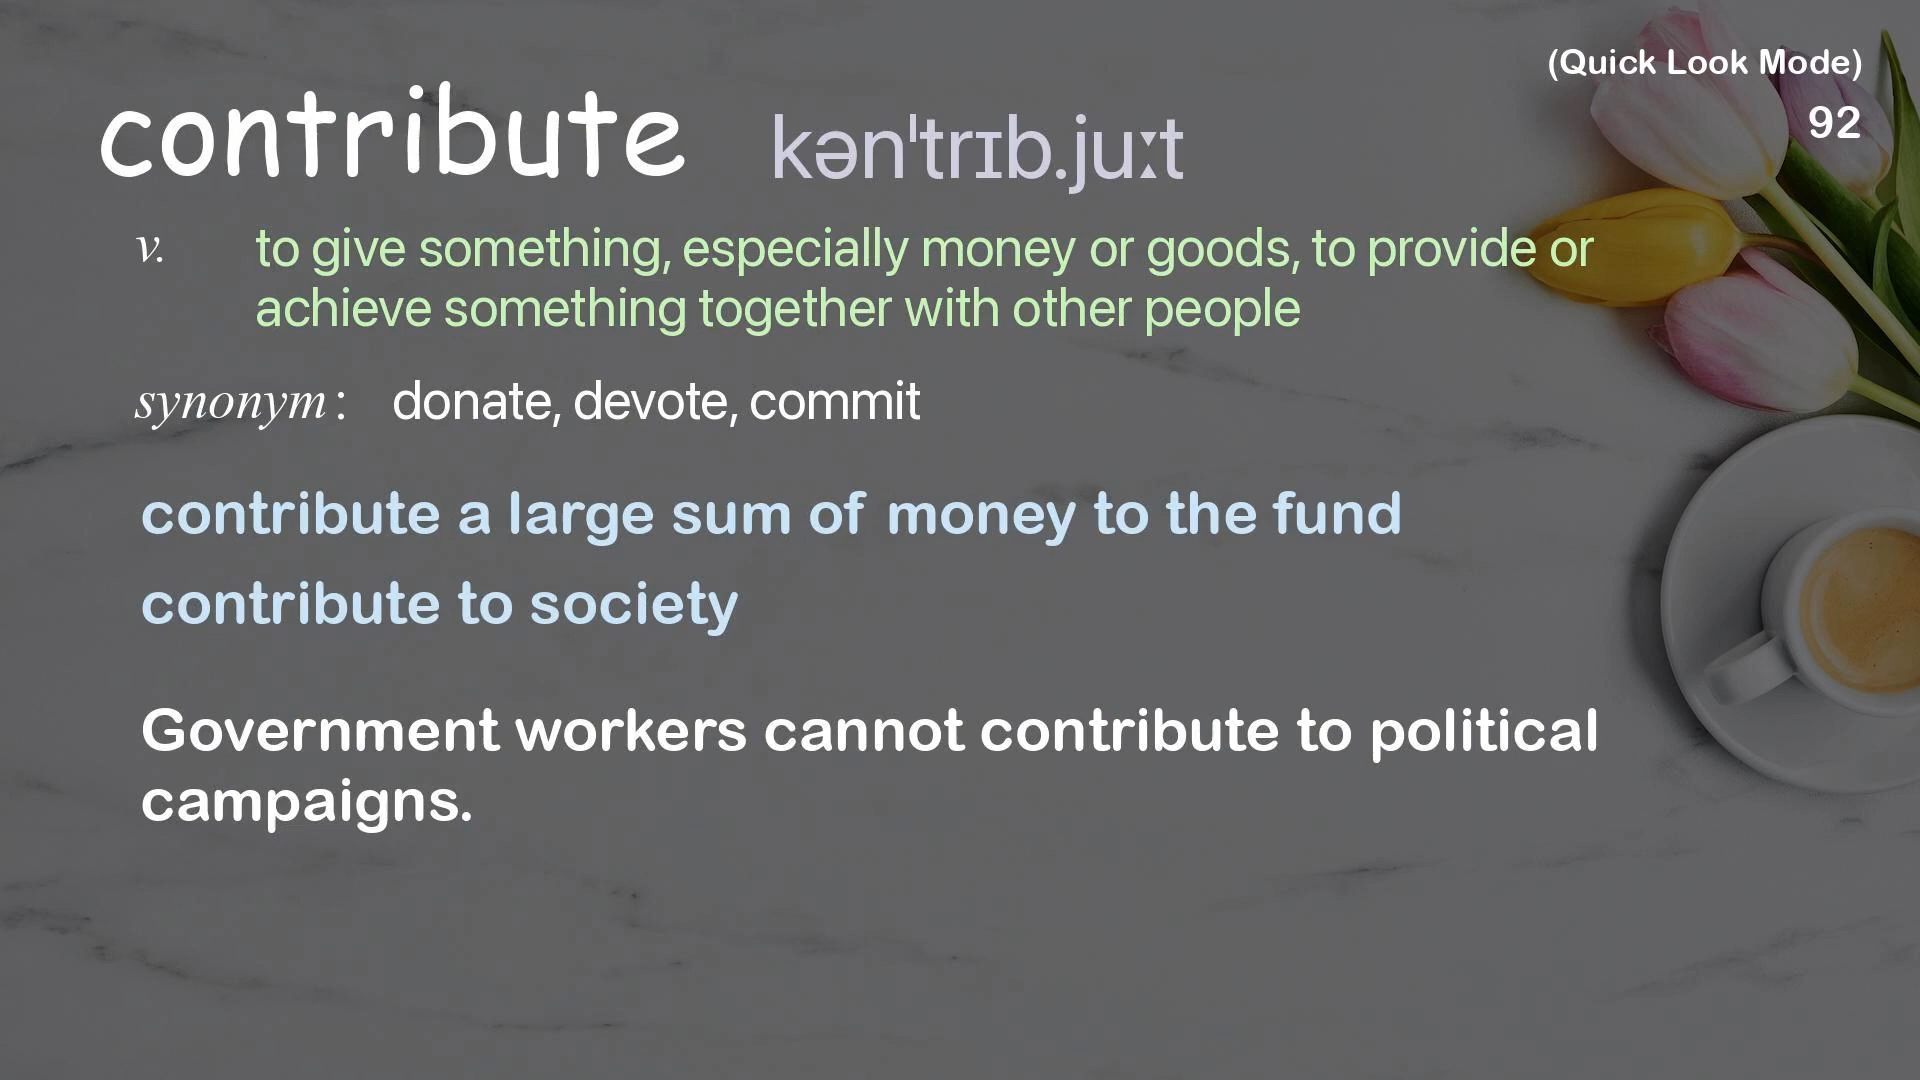 (Quick Look Mode)
92
contribute kənˈtrɪb.juːt
v. to give something, especially money or goods, to provide or
achieve something together with other people
synonym : donate, devote, commit
contribute a large sum of money to the fund
contribute to society
Government workers cannot contribute to political
campaigns.